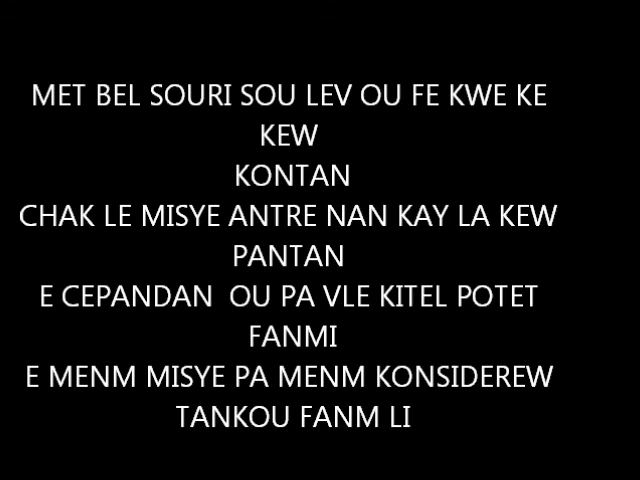 MET BEL SOURI SOU LEV OU FE KWE KE
KEW
KONTAN
CHAK LE MISYE ANTRE NAN KAY LA KEW
PANTAN
E CEPANDAN  OU PA VLE KITEL POTET
FANMI
E MENM MISYE PA MENM KONSIDEREW
TANKOU FANM LI